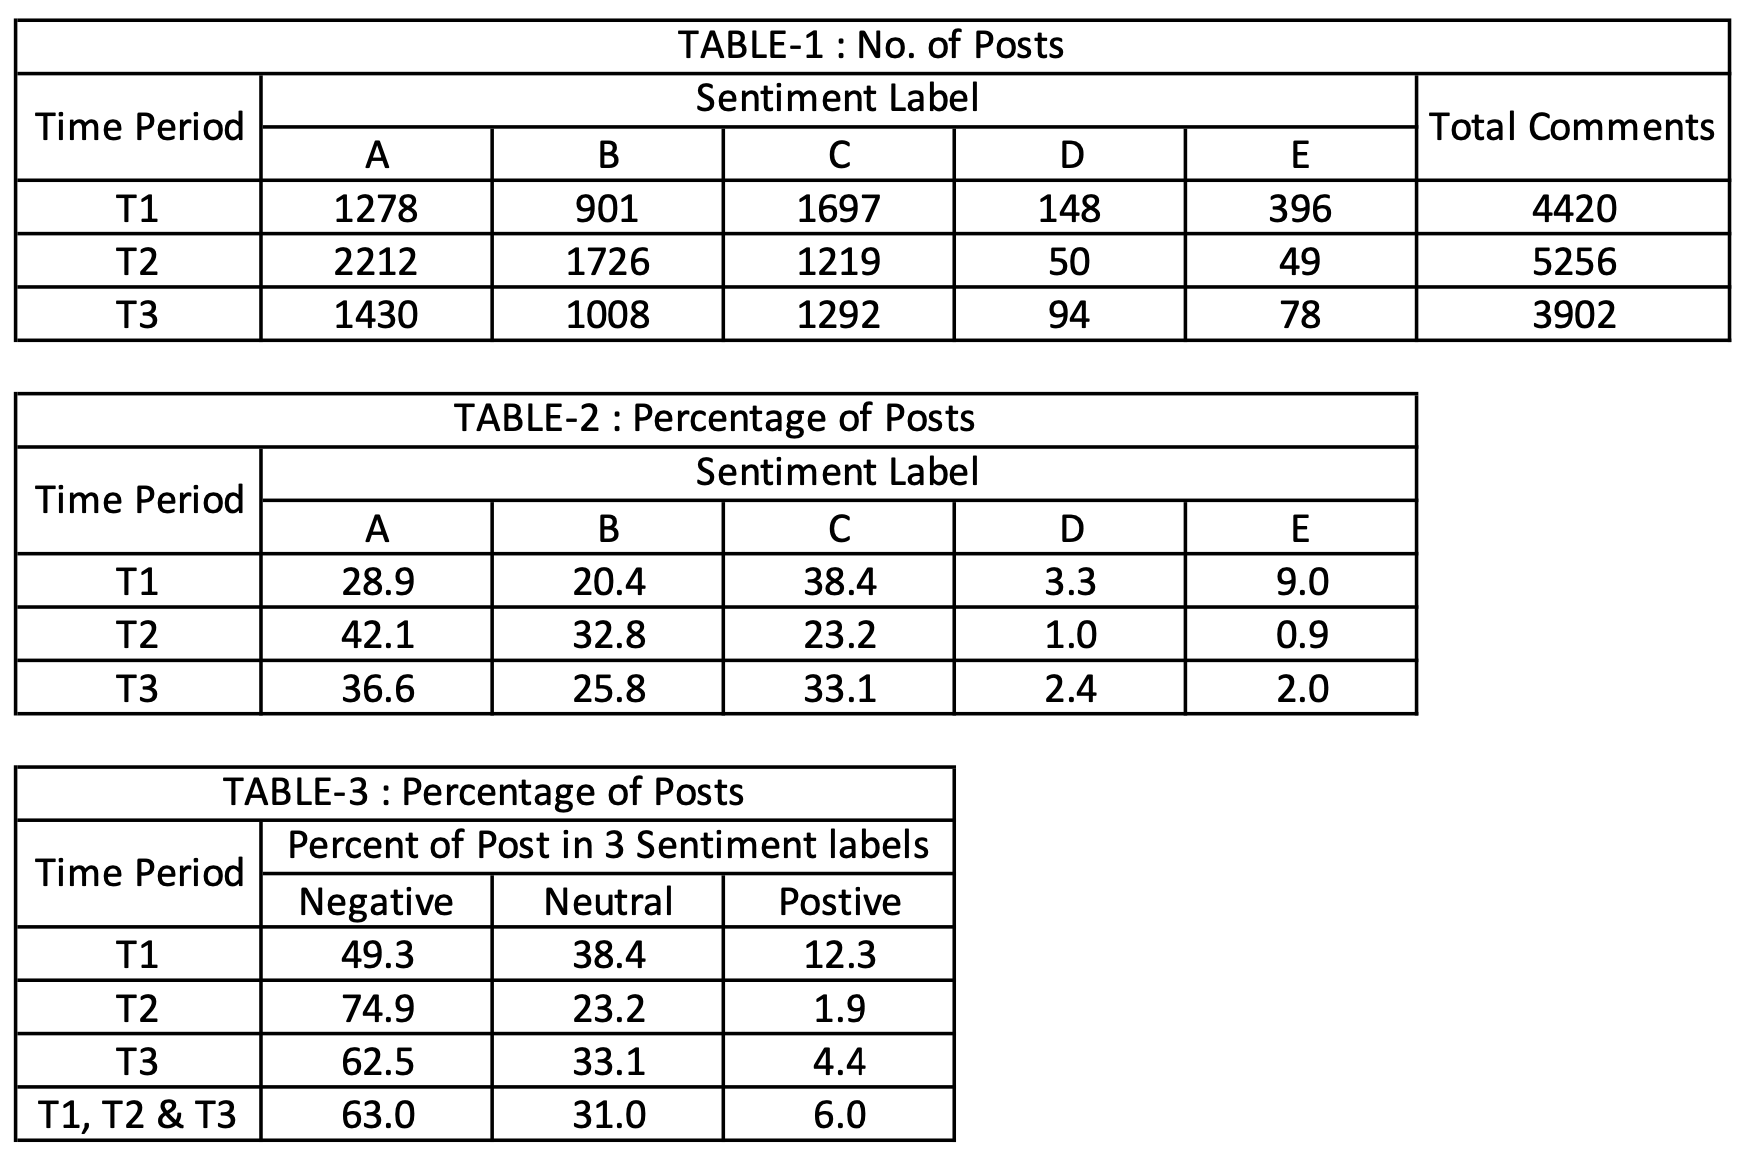 TABLE-1 : No. of Posts
Time Period Sentiment Label Total Comments
A B C D E
T1 1278 901 1697 148 396 4420
T2 2212 1726 1219 50 49 5256
T3 1430 1008 1292 94 78 3902
TABLE-2 : Percentage of Posts
Time Period Sentiment Label
A B C D E
T1 28.9 20.4 38.4 3.3 9.0
T2 42.1 32.8 23.2 1.0 0.9
T3 36.6 25.8 33.1 2.4 2.0
TABLE-3 : Percentage of Posts
Time Period Percent of Post in 3 Sentiment labels
Negative Neutral Postive
T1 49.3 38.4 12.3
T2 74.9 23.2 1.9
T3 62.5 33.1 4.4
T1, T2 & T3 63.0 31.0 6.0